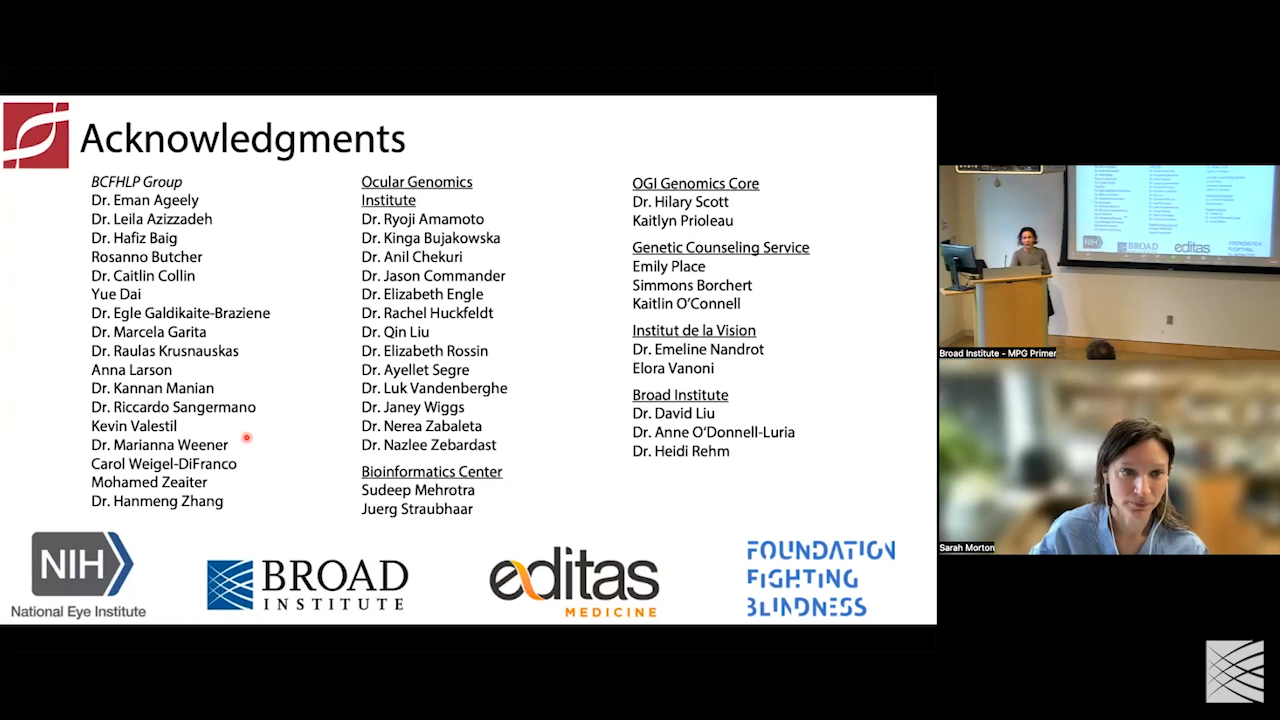 Acknowledgments
BCFHLP Group
Dr. Eman Ageely
Dr. Leila Azizzadeh
Dr. Hafiz Baig
Rosanno Butcher
Dr. Caitlin Collin
Yue Dai
Dr. Egle Galdikaite-Braziene
Dr. Marcela Garita
Dr. Raulas Krusnauskas
Anna Larson
Dr. Kannan Manian
Dr. Riccardo Sangermano
Kevin Valestil
Dr. Marianna Weener
Carol Weigel-DiFranco
Mohamed Zeaiter
Dr. Hanmeng Zhang
Ocular Genomics
Institute
Dr. Ryoji Amamoto
Dr. Kinga Bujakowska
Dr. Anil Chekuri
Dr. Jason Commander
Dr. Elizabeth Engle
Dr. Rachel Huckfeldt
Dr. Qin Liu
Dr. Elizabeth Rossin
Dr. Ayellet Segre
Dr. Luk Vandenberghe
Dr. Janey Wiggs
Dr. Nerea Zabaleta
Dr. Nazlee Zebardast
Bioinformatics Center
Sudeep Mehrotra
Juerg Straubhaar
OGI Genomics Core
Dr. Hilary Scott
Kaitlyn Prioleau
Genetic Counseling Service
Emily Place
Simmons Borchert
Kaitlin O’Connell
Institut de la Vision
Dr. Emeline Nandrot
Elora Vanoni
Broad Institute
Dr. David Liu
Dr. Anne O’Donnell-Luria
Dr. Heidi Rehm
NIH
National Eye Institute
BROAD
INSTITUTE
editas
MEDICINE
FOUNDATION
FIGHTING
BLINDNESS
Broad Institute - MPG Primer
Sarah Morton